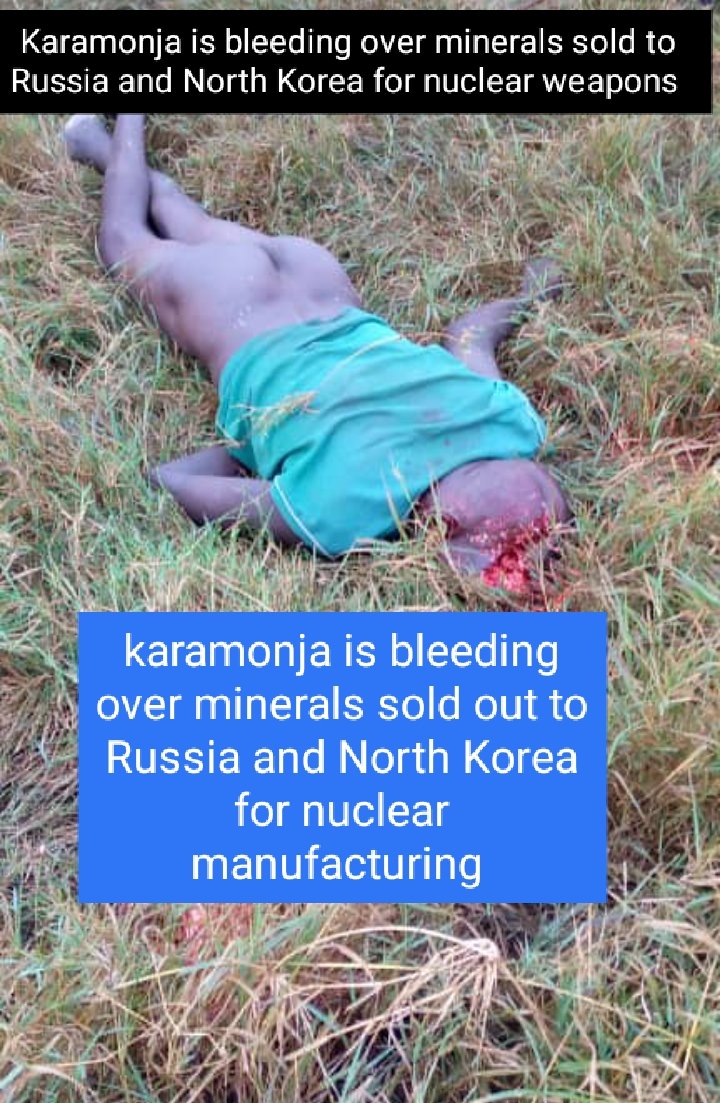 Karamonja is bleeding over minerals sold to
Russia and North Korea for nuclear weapons
karamonja is bleeding
over minerals sold out to
Russia and North Korea
for nuclear
manufacturing